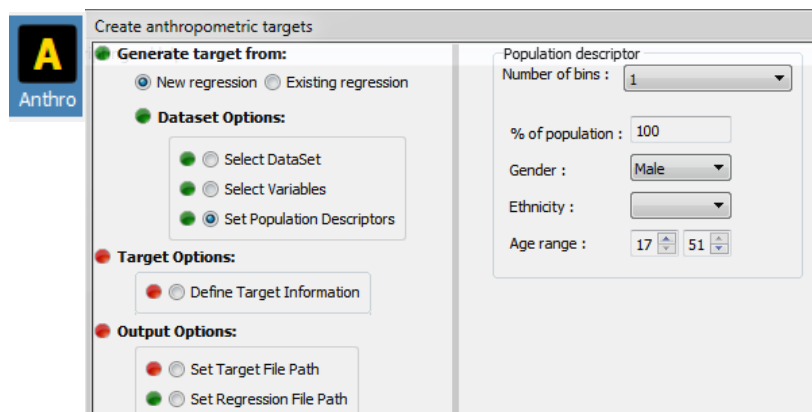 A
Anthro
Create anthropometric targets
Generate target from:
New regression Existing regression
Dataset Options:
Select DataSet
Select Variables
Set Population Descriptors
Target Options:
Define Target Information
Output Options:
Set Target File Path
Set Regression File Path
Population descriptor
Number of bins : 1
% of population : 100
Gender : Male
Ethnicity :
Age range : 17 51